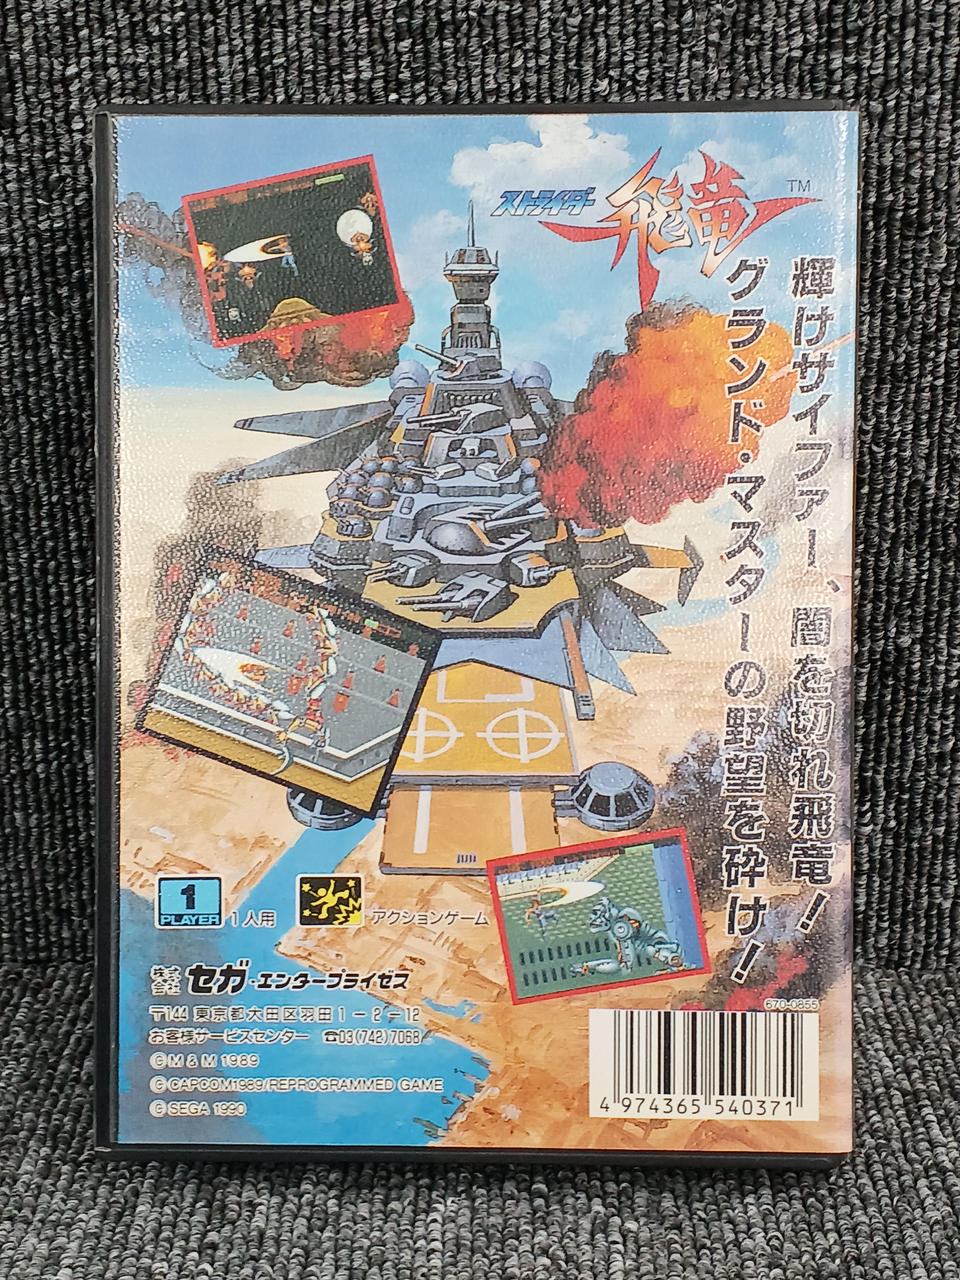 ストライダー飛竜™
輝けサイファー、闇を切れ飛竜！
グランド・マスターの野望を砕け！
1
PLAYER
1人用
アクションゲーム
株式会社 セガ・エンタープライゼス
〒144 東京都大田区羽田1-2-12
お客様サービスセンター ☎03(742)7068
©M & M 1989
©CAPCOM1989/REPROGRAMMED GAME
©SEGA 1990
670-0855
4 974365 540371